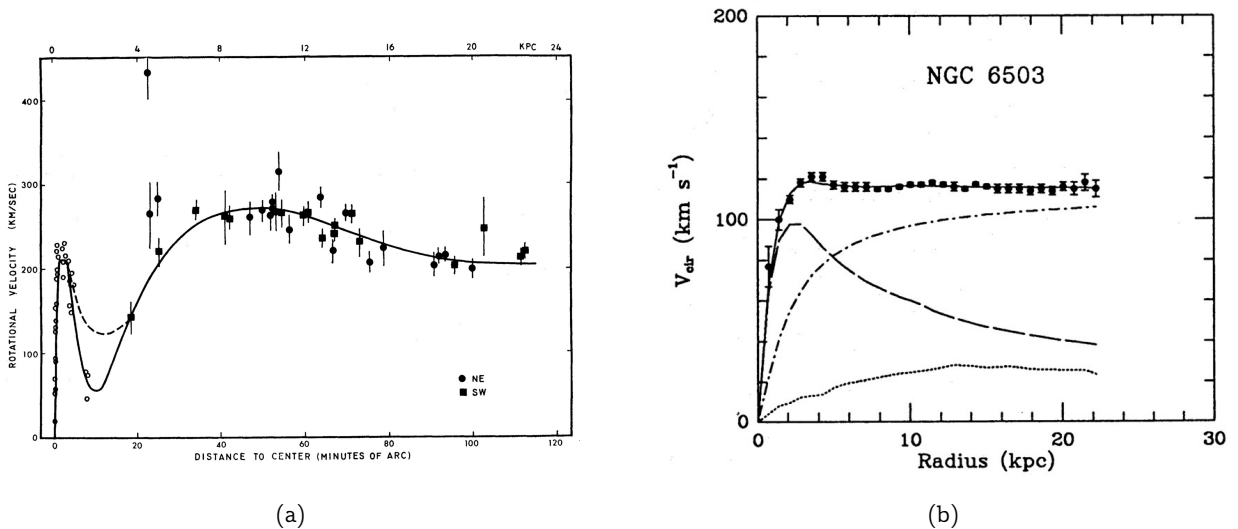 0 4 8 12 16 20 KPC 24
400
300
200
100
0
ROTATIONAL VELOCITY (KM/SEC)
NE
SW
0 20 40 60 80 100 120
DISTANCE TO CENTER (MINUTES OF ARC)
(a)
200
100
0
NGC 6503
V_cir (km s⁻¹)
0 10 20 30
Radius (kpc)
(b)